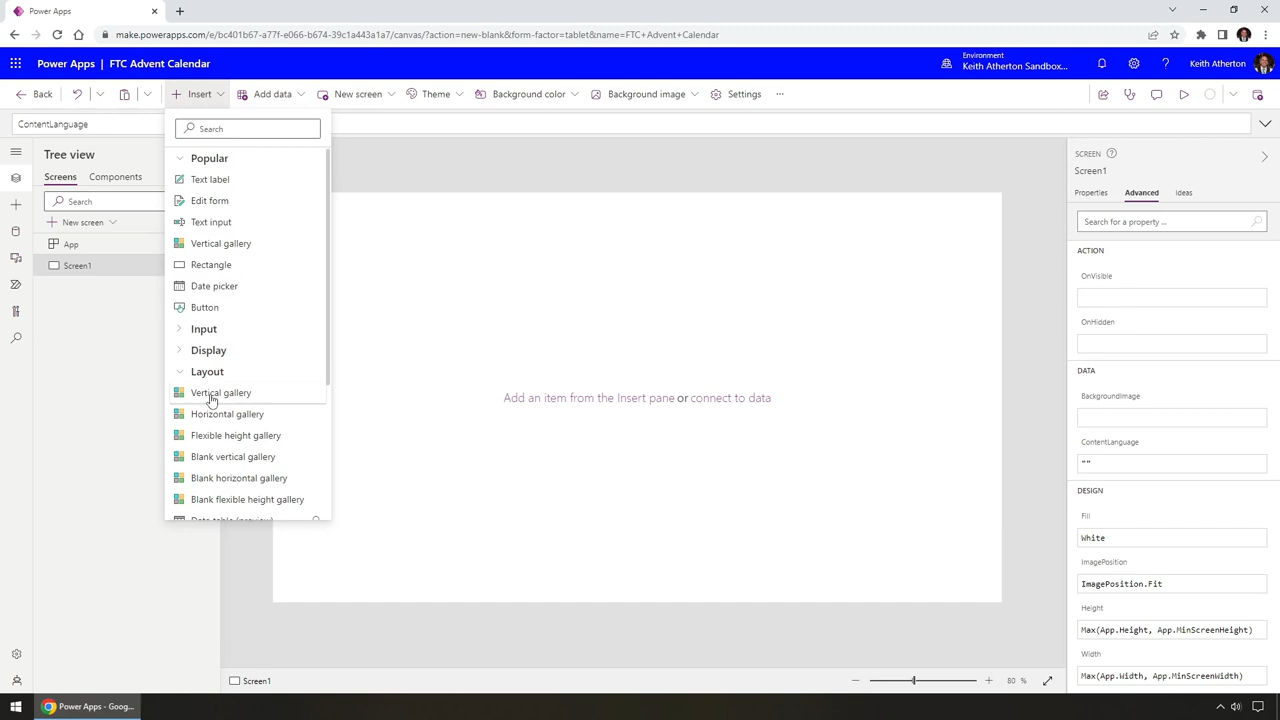 Power Apps
make.powerapps.com/e/bc401b67-a77f-e066-b674-39c1a443a1a7/canvas/?action=new-blank&form-factor=tablet&name=FTC+Advent+Calendar
Power Apps | FTC Advent Calendar
Environment
Keith Atherton Sandbox...
Keith Atherton
Back
Insert
Add data
New screen
Theme
Background color
Background image
Settings
ContentLanguage
Tree view
Screens
Components
Search
New screen
App
Screen1
Search
Popular
Text label
Edit form
Text input
Vertical gallery
Rectangle
Date picker
Button
Input
Display
Layout
Vertical gallery
Horizontal gallery
Flexible height gallery
Blank vertical gallery
Blank horizontal gallery
Blank flexible height gallery
Data table (preview)
Add an item from the Insert pane or connect to data
SCREEN
Screen1
Properties
Advanced
Ideas
Search for a property ...
ACTION
OnVisible
OnHidden
DATA
BackgroundImage
ContentLanguage
""
DESIGN
Fill
White
ImagePosition
ImagePosition.Fit
Height
Max(App.Height, App.MinScreenHeight)
Width
Max(App.Width, App.MinScreenWidth)
Screen1
80 %
Power Apps - Goog...